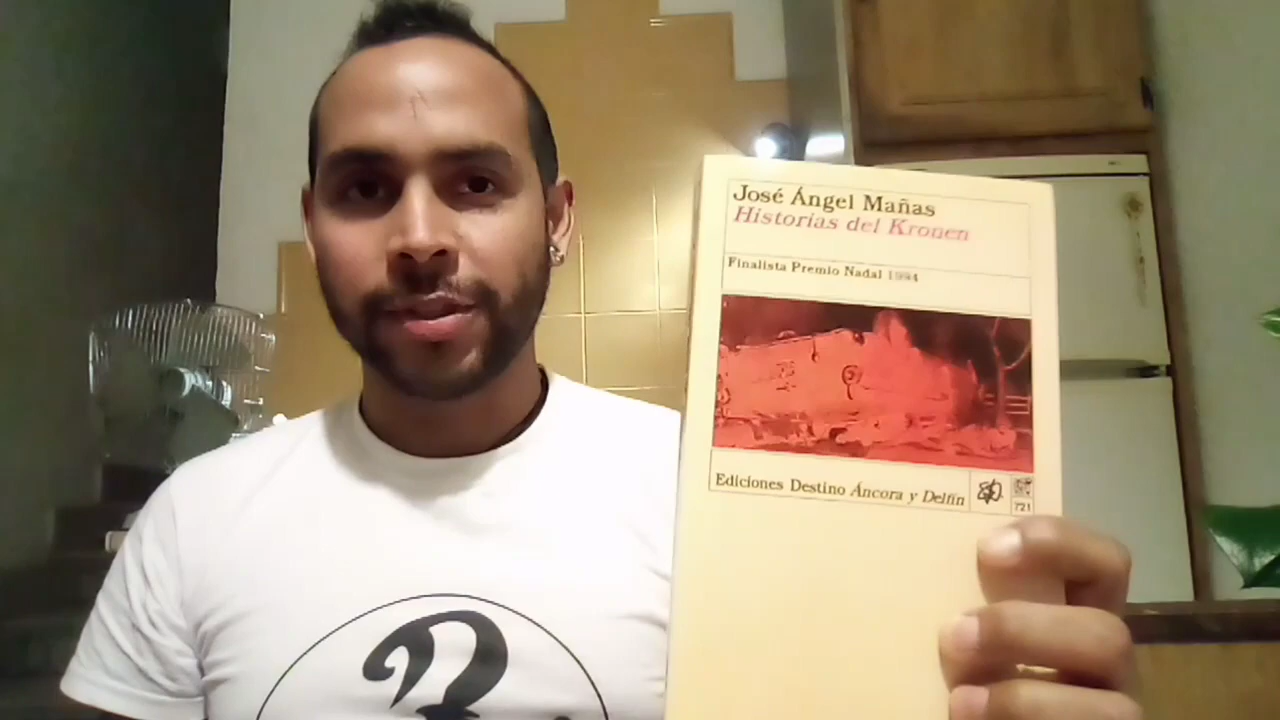 José Ángel Mañas
Historias del Kronen
Finalista Premio Nadal 1994
Ediciones Destino Áncora y Delfín
721